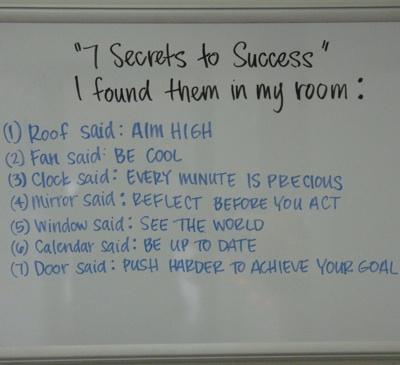 "7 Secrets to Success"
I found them in my room:
(1) Roof said: AIM HIGH
(2) Fan said: BE COOL
(3) Clock said: EVERY MINUTE IS PRECIOUS
(4) Mirror said: REFLECT BEFORE YOU ACT
(5) Window said: SEE THE WORLD
(6) Calendar said: BE UP TO DATE
(7) Door said: PUSH HARDER TO ACHIEVE YOUR GOAL